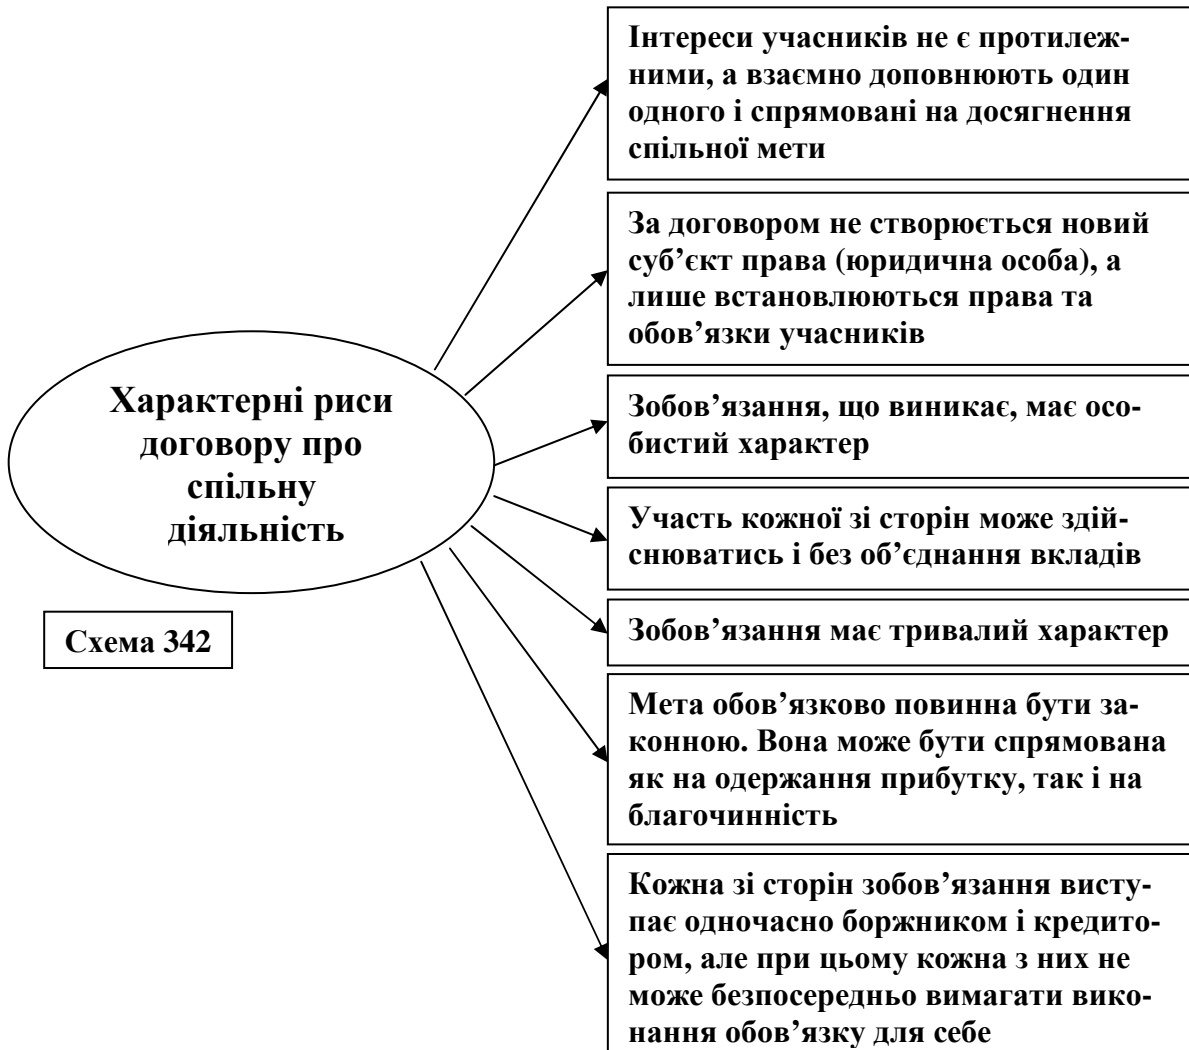 Інтереси учасників не є протилеж-
ними, а взаємно доповнюють один
одного і спрямовані на досягнення
спільної мети
За договором не створюється новий
суб’єкт права (юридична особа), а
лише встановлюються права та
обов’язки учасників
Характерні риси
договору про
спільну
діяльність
Зобов’язання, що виникає, має осо-
бистий характер
Участь кожної зі сторін може здій-
снюватись і без об’єднання вкладів
Зобов’язання має тривалий характер
Схема 342
Мета обов’язково повинна бути за-
конною. Вона може бути спрямована
як на одержання прибутку, так і на
благочинність
Кожна зі сторін зобов’язання висту-
пає одночасно боржником і кредито-
ром, але при цьому кожна з них не
може безпосередньо вимагати вико-
нання обов’язку для себе